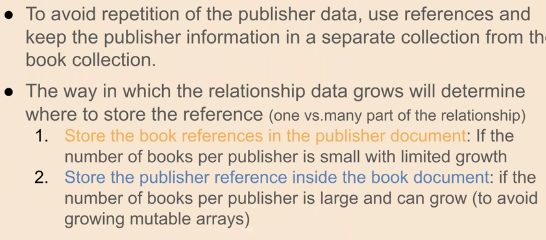 ● To avoid repetition of the publisher data, use references and
keep the publisher information in a separate collection from the
book collection.
● The way in which the relationship data grows will determine
where to store the reference (one vs.many part of the relationship)
1. Store the book references in the publisher document: If the
number of books per publisher is small with limited growth
2. Store the publisher reference inside the book document: if the
number of books per publisher is large and can grow (to avoid
growing mutable arrays)